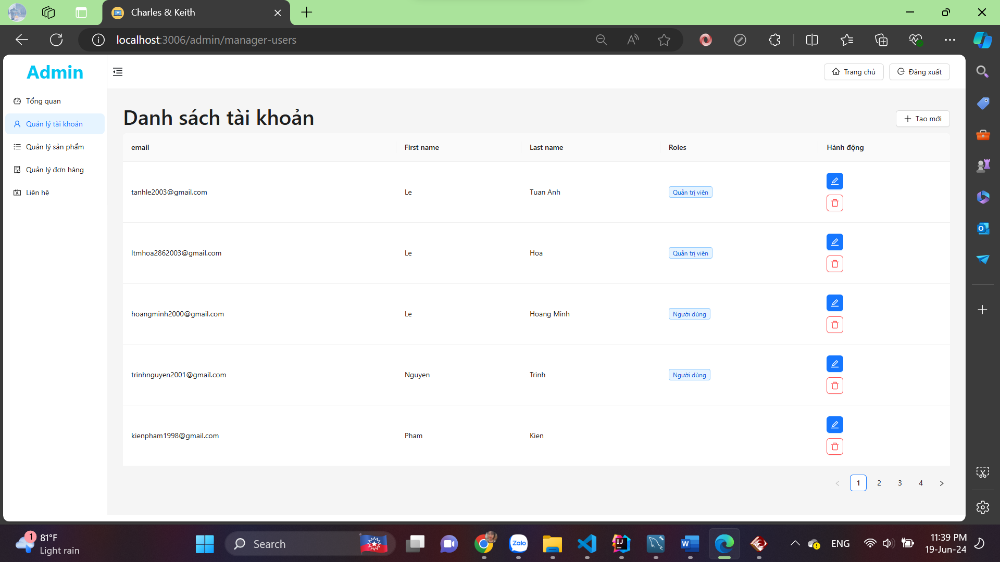 Charles & Keith
localhost:3006/admin/manager-users
Admin
Trang chủ
Đăng xuất
Tổng quan
Quản lý tài khoản
Quản lý sản phẩm
Quản lý đơn hàng
Liên hệ
Danh sách tài khoản
Tạo mới
email First name Last name Roles Hành động
tanhle2003@gmail.com Le Tuan Anh Quản trị viên
ltmhoa2862003@gmail.com Le Hoa Quản trị viên
hoangminh2000@gmail.com Le Hoang Minh Người dùng
trinhnguyen2001@gmail.com Nguyen Trinh Người dùng
kienpham1998@gmail.com Pham Kien
1 2 3 4
1
81°F
Light rain
Search
Zalo
IJ
W
ENG
11:39 PM
19-Jun-24